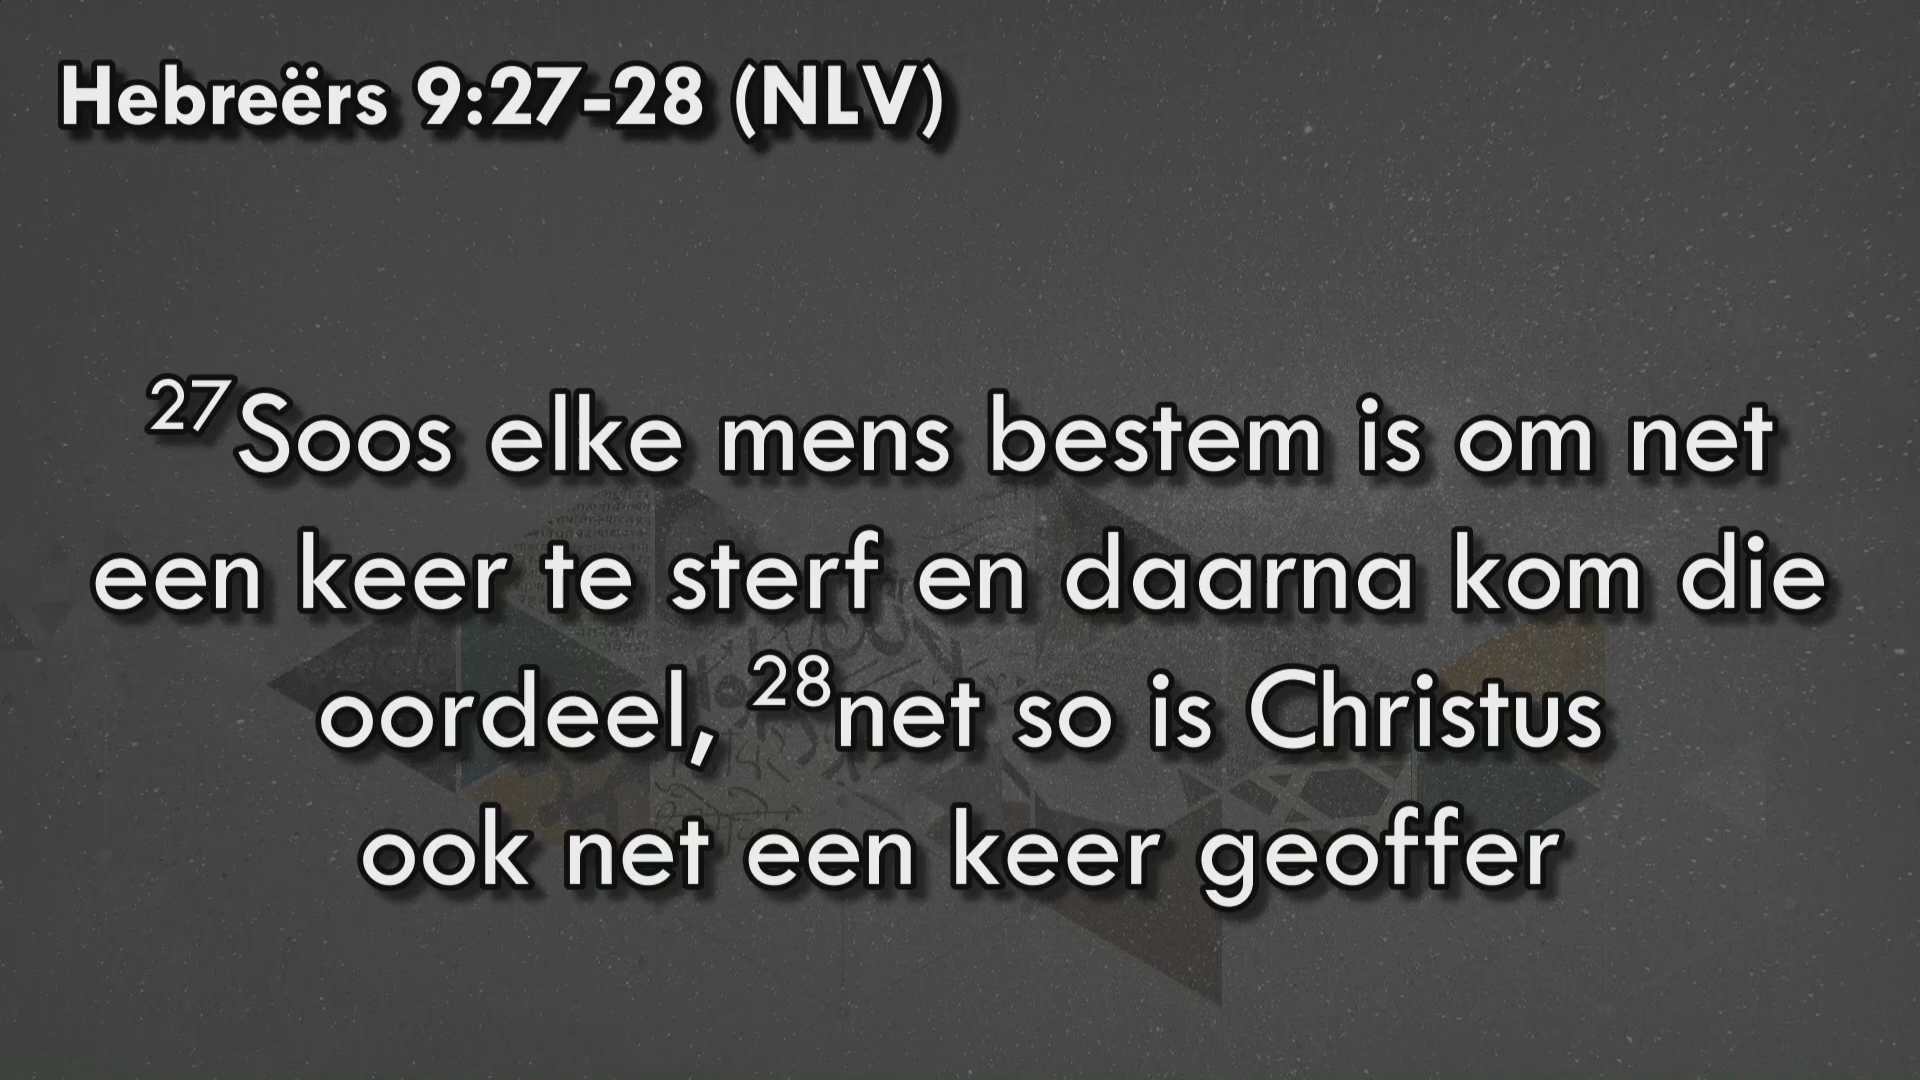 Hebreërs 9:27-28 (NLV)
²⁷Soos elke mens bestem is om net
een keer te sterf en daarna kom die
oordeel, ²⁸net so is Christus
ook net een keer geoffer